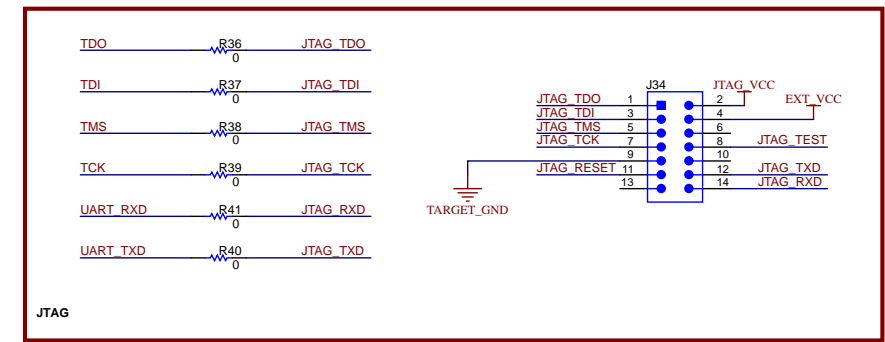 TDO R36 JTAG_TDO
0
TDI R37 JTAG_TDI
0
TMS R38 JTAG_TMS
0
TCK R39 JTAG_TCK
0
UART_RXD R41 JTAG_RXD
0
UART_TXD R40 JTAG_TXD
0
J34 JTAG_VCC
EXT_VCC
JTAG_TDO 1 2
JTAG_TDI 3 4
JTAG_TMS 5 6
JTAG_TCK 7 8 JTAG_TEST
9 10
JTAG_RESET 11 12 JTAG_TXD
13 14 JTAG_RXD
TARGET_GND
JTAG